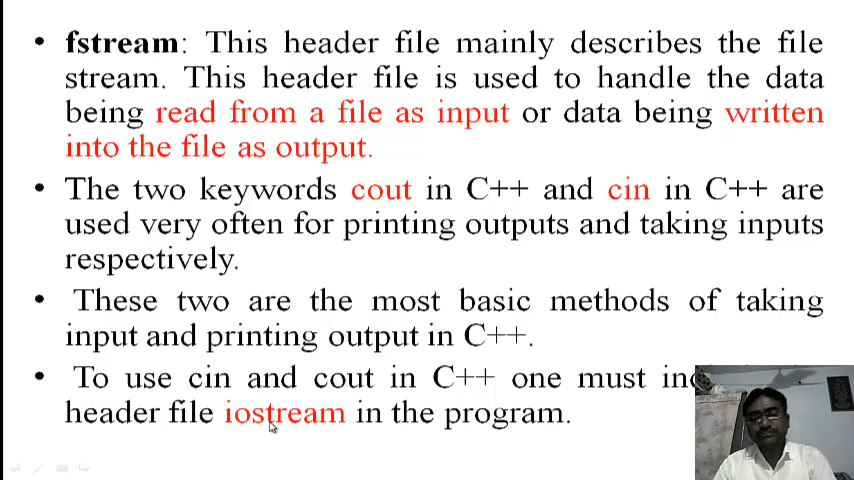 • fstream: This header file mainly describes the file
stream. This header file is used to handle the data
being read from a file as input or data being written
into the file as output.
• The two keywords cout in C++ and cin in C++ are
used very often for printing outputs and taking inputs
respectively.
• These two are the most basic methods of taking
input and printing output in C++.
• To use cin and cout in C++ one must
header file iostream in the program.